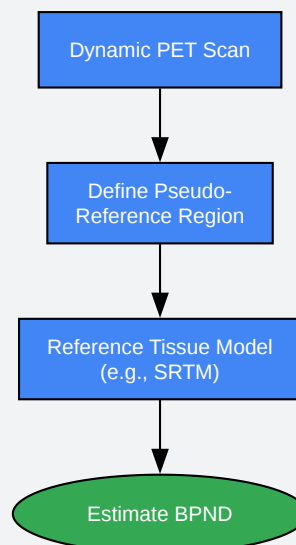 Dynamic PET Scan
Define Pseudo-
Reference Region
Reference Tissue Model
(e.g., SRTM)
Estimate BPND